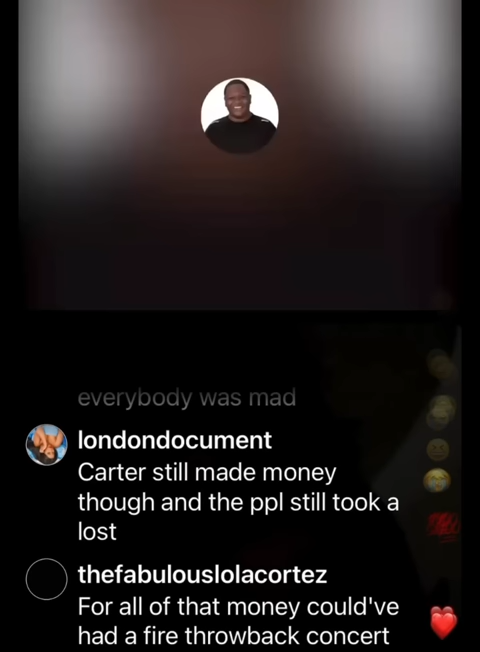 everybody was mad
londondocument
Carter still made money
though and the ppl still took a
lost
thefabulouslolacortez
For all of that money could've
had a fire throwback concert